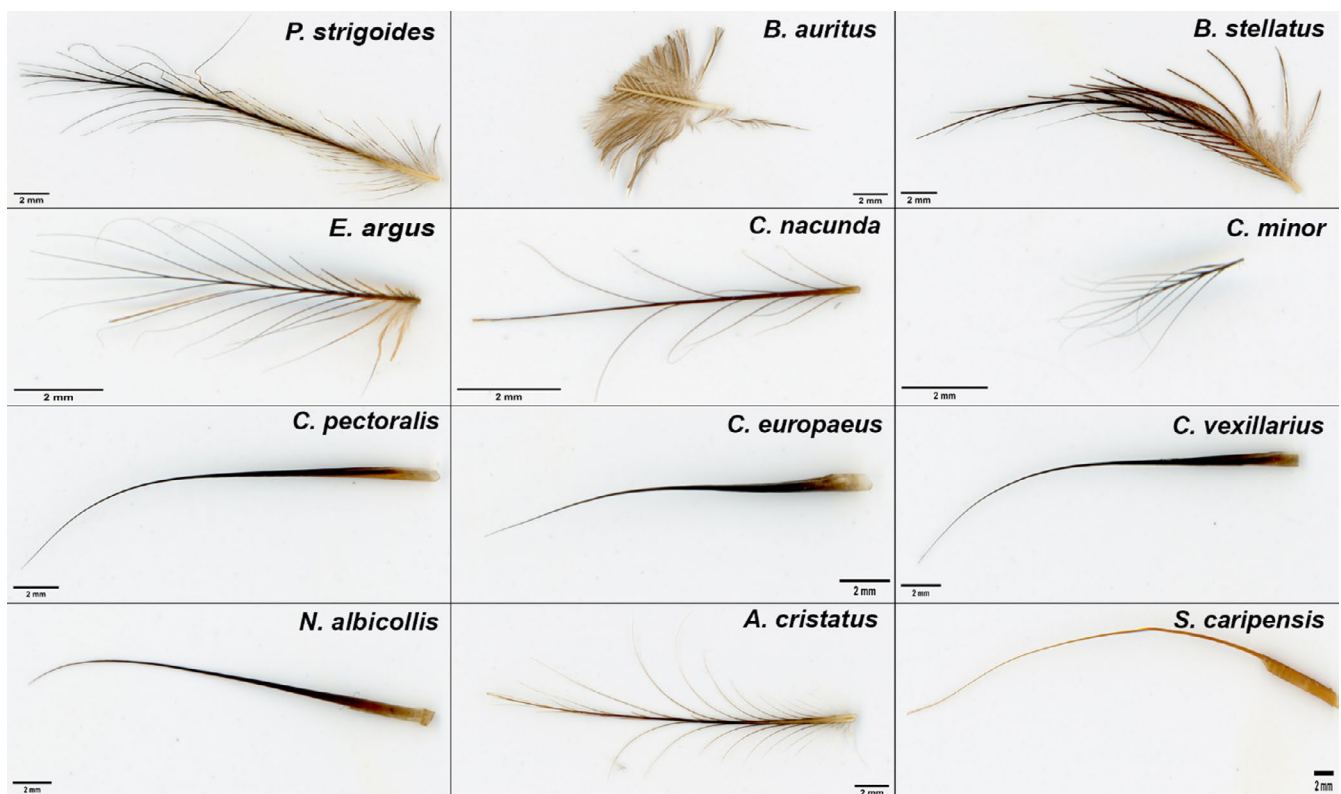 P. strigoides
B. auritus
B. stellatus
2 mm
2 mm
2 mm
E. argus
C. nacunda
C. minor
2 mm
2 mm
2 mm
C. pectoralis
C. europaeus
C. vexillarius
2 mm
2 mm
2 mm
N. albicollis
A. cristatus
S. caripensis
2 mm
2 mm
2 mm